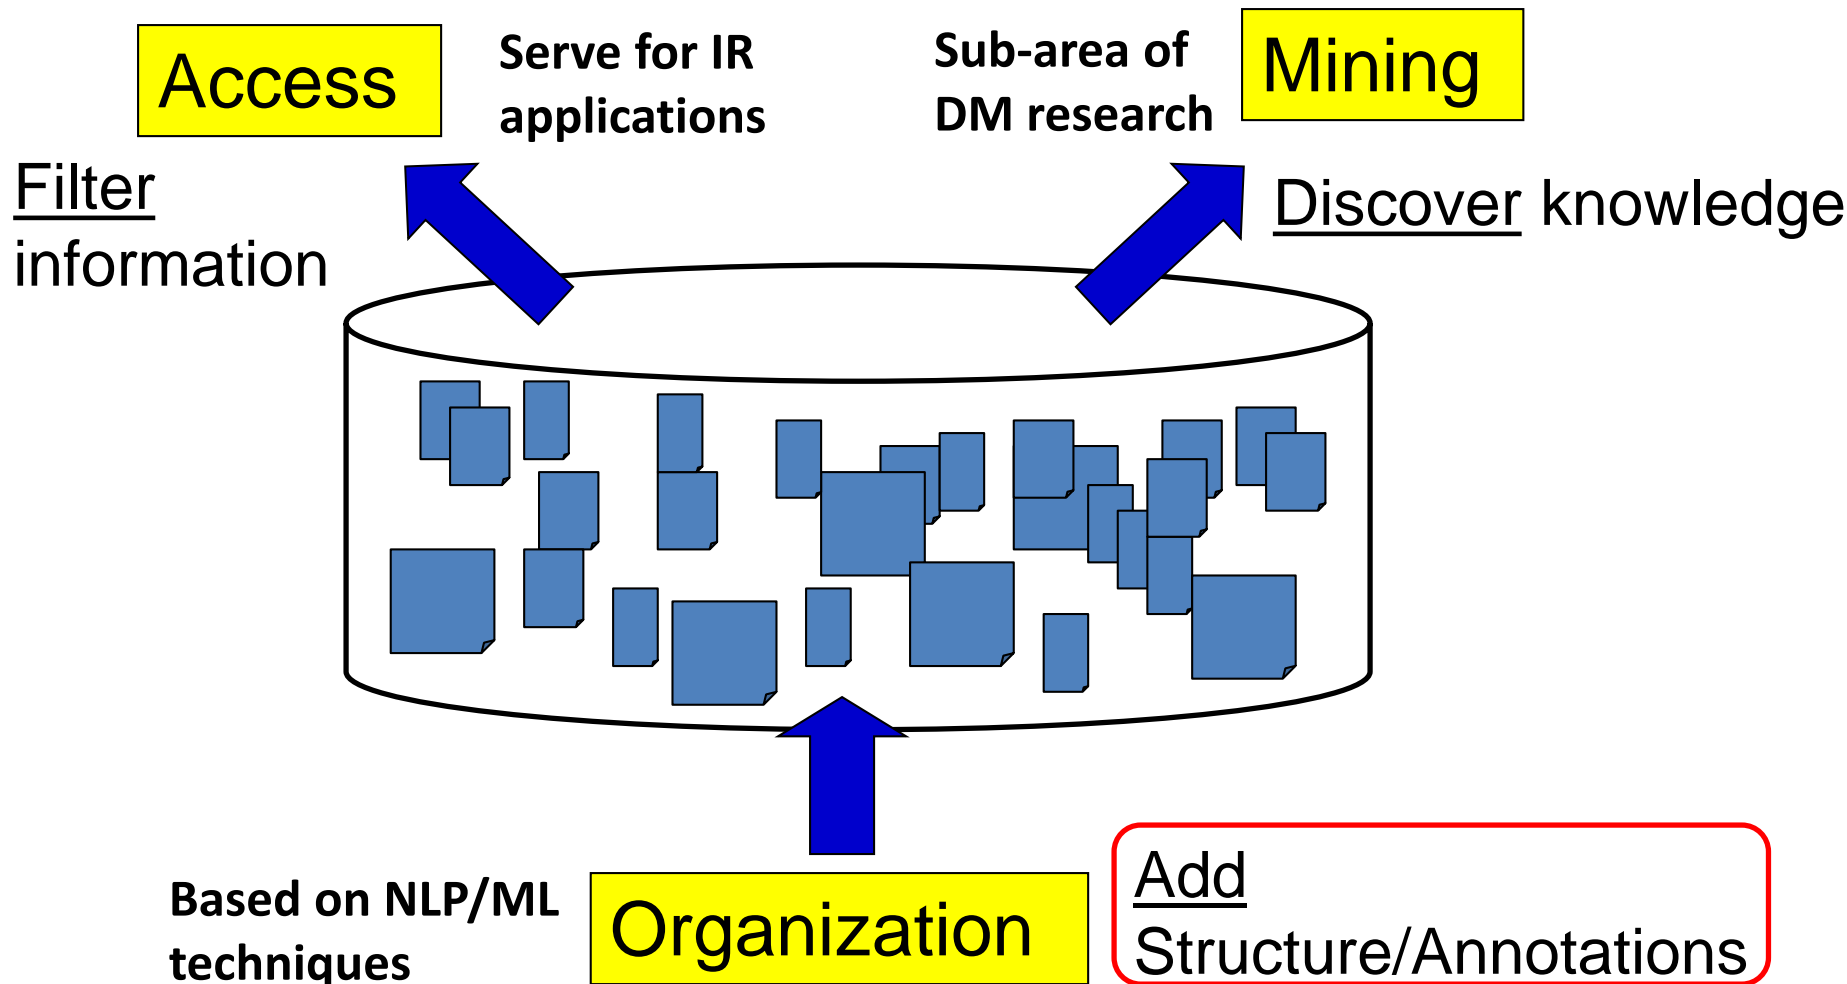 Access
Serve for IR
applications
Sub-area of
DM research
Mining
Filter
information
Discover knowledge
Based on NLP/ML
techniques
Organization
Add
Structure/Annotations